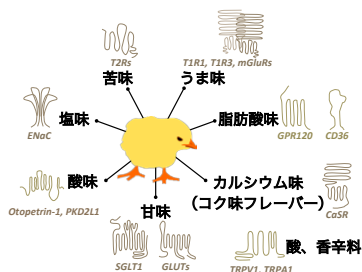 T2Rs
苦味
T1R1, T1R3, mGluRs
うま味
ENaC
塩味
脂肪酸味
GPR120
CD36
酸味
Otopetrin-1, PKD2L1
甘味
SGLT1
GLUTs
カルシウム味
（コク味フレーバー）
CaSR
酸、香辛料
TRPV1, TRPA1